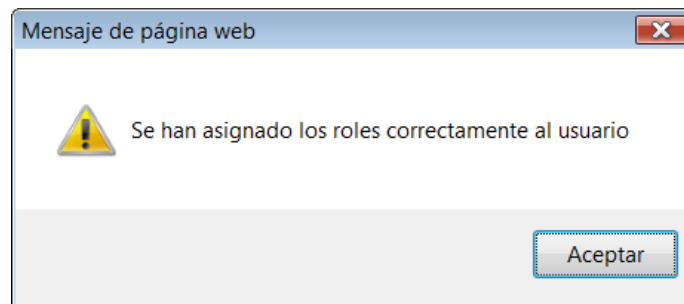 Mensaje de página web
Se han asignado los roles correctamente al usuario
Aceptar